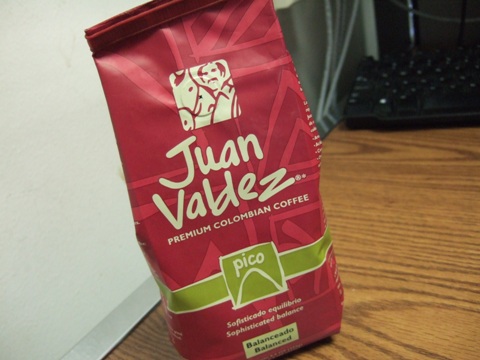 Juan
Valdez®
PREMIUM COLOMBIAN COFFEE
pico
Sofisticado equilibrio
Sophisticated balance
Balanceado
Balanced